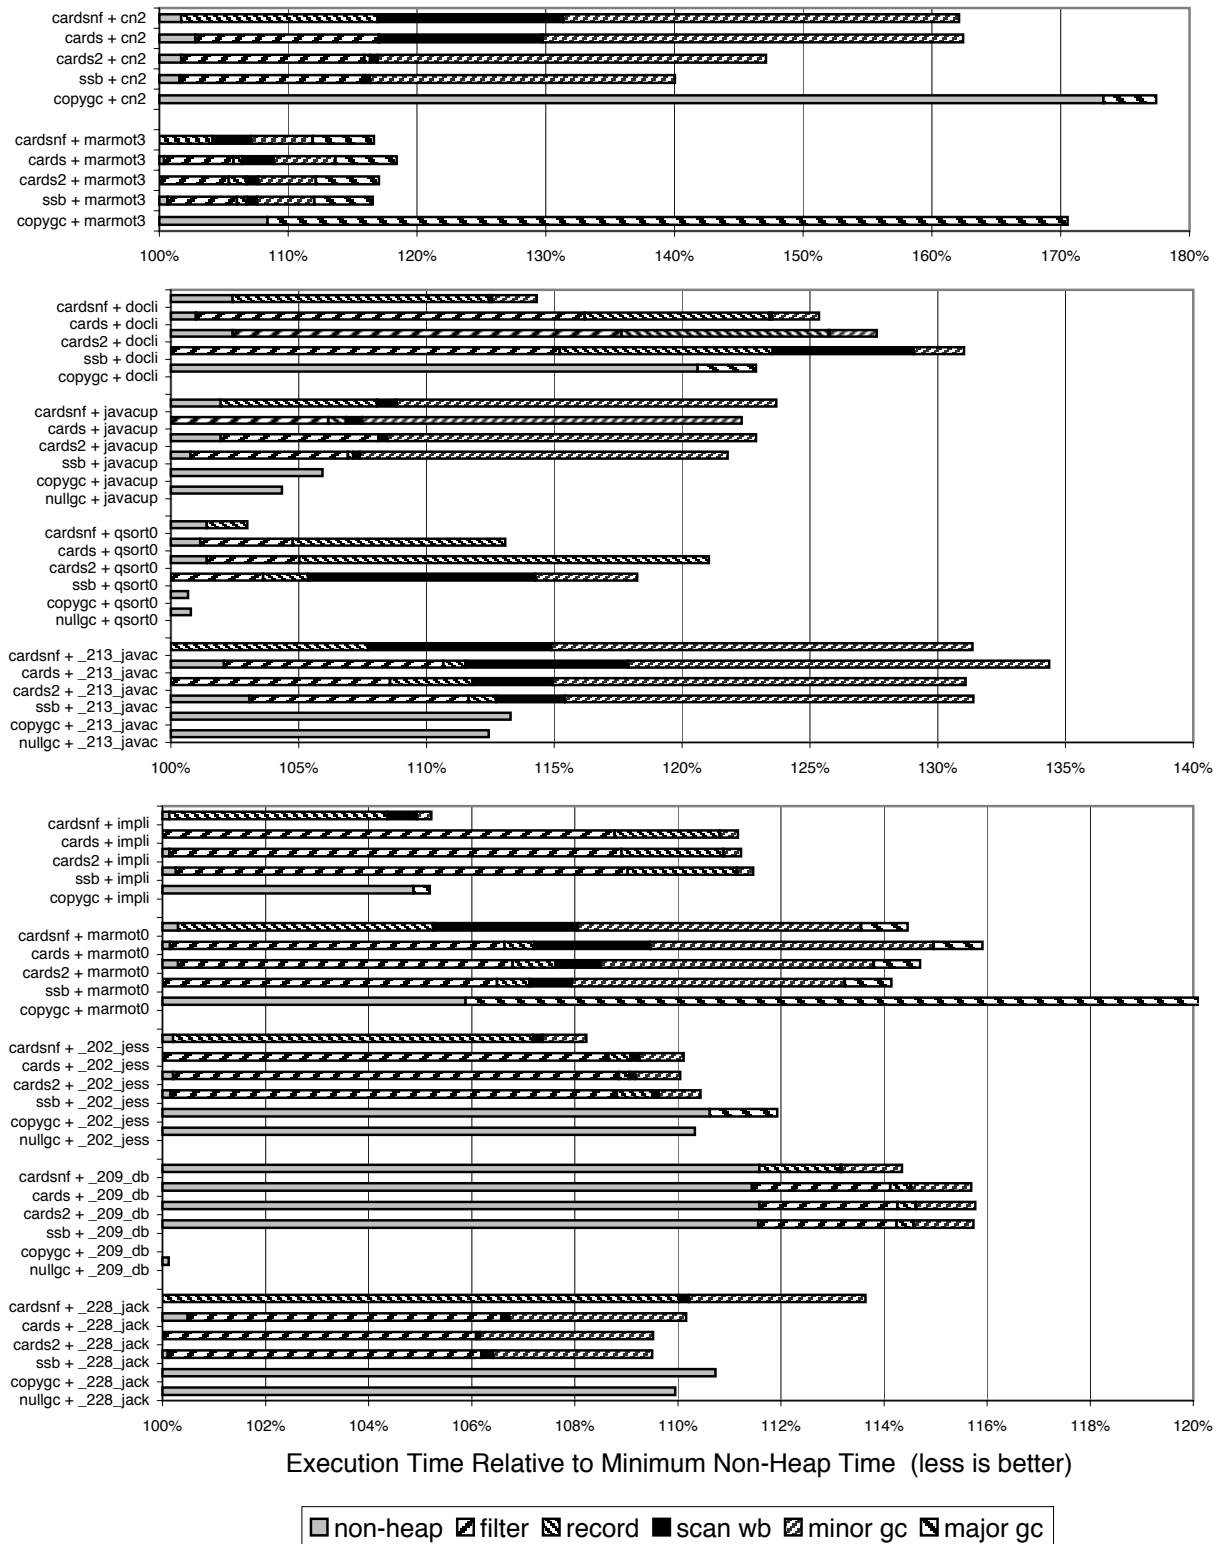 cardsnf + cn2
cards + cn2
cards2 + cn2
ssb + cn2
copygc + cn2
cardsnf + marmot3
cards + marmot3
cards2 + marmot3
ssb + marmot3
copygc + marmot3
100% 110% 120% 130% 140% 150% 160% 170% 180%
cardsnf + docli
cards + docli
cards2 + docli
ssb + docli
copygc + docli
cardsnf + javacup
cards + javacup
cards2 + javacup
ssb + javacup
copygc + javacup
nullgc + javacup
cardsnf + qsort0
cards + qsort0
cards2 + qsort0
ssb + qsort0
copygc + qsort0
nullgc + qsort0
cardsnf + _213_javac
cards + _213_javac
cards2 + _213_javac
ssb + _213_javac
copygc + _213_javac
nullgc + _213_javac
100% 105% 110% 115% 120% 125% 130% 135% 140%
cardsnf + impli
cards + impli
cards2 + impli
ssb + impli
copygc + impli
cardsnf + marmot0
cards + marmot0
cards2 + marmot0
ssb + marmot0
copygc + marmot0
cardsnf + _202_jess
cards + _202_jess
cards2 + _202_jess
ssb + _202_jess
copygc + _202_jess
nullgc + _202_jess
cardsnf + _209_db
cards + _209_db
cards2 + _209_db
ssb + _209_db
copygc + _209_db
nullgc + _209_db
cardsnf + _228_jack
cards + _228_jack
cards2 + _228_jack
ssb + _228_jack
copygc + _228_jack
nullgc + _228_jack
100% 102% 104% 106% 108% 110% 112% 114% 116% 118% 120%
Execution Time Relative to Minimum Non-Heap Time (less is better)
non-heap filter record scan wb minor gc major gc